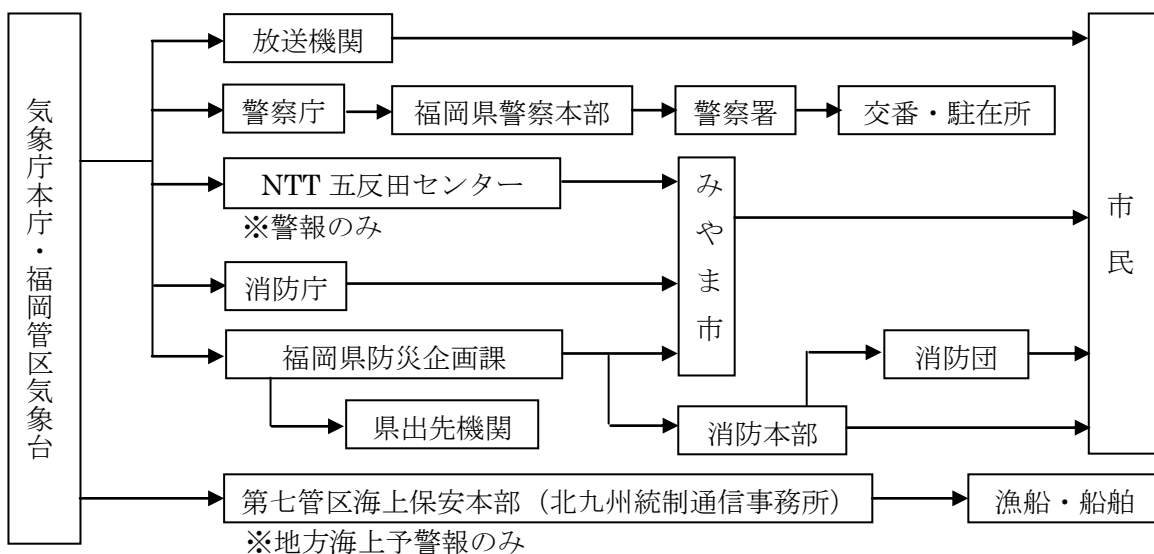 気象庁本庁・福岡管区気象台
放送機関
警察庁
福岡県警察本部
警察署
交番・駐在所
NTT 五反田センター
※警報のみ
みやま市
市民
消防庁
福岡県防災企画課
消防団
県出先機関
消防本部
第七管区海上保安本部（北九州統制通信事務所）
漁船・船舶
※地方海上予警報のみ